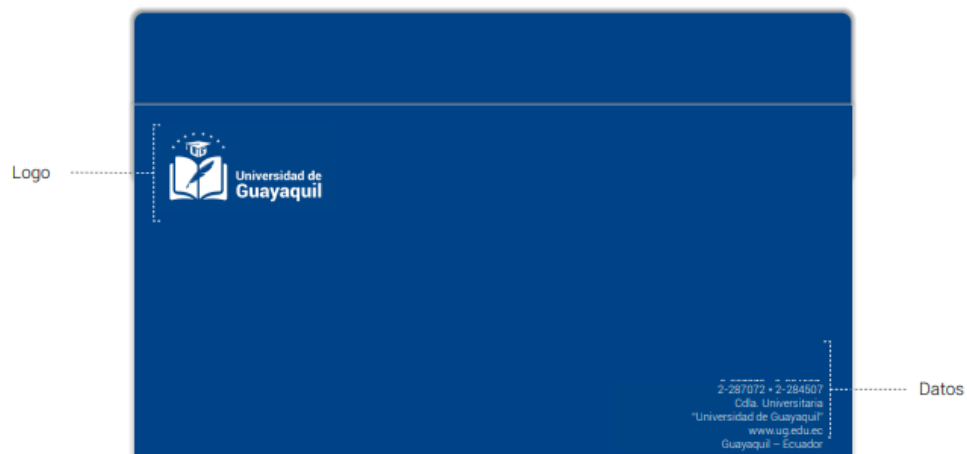 Logo
UG
Universidad de
Guayaquil
2-287072 • 2-284507
Cdla. Universitaria
"Universidad de Guayaquil"
www.ug.edu.ec
Guayaquil – Ecuador
Datos